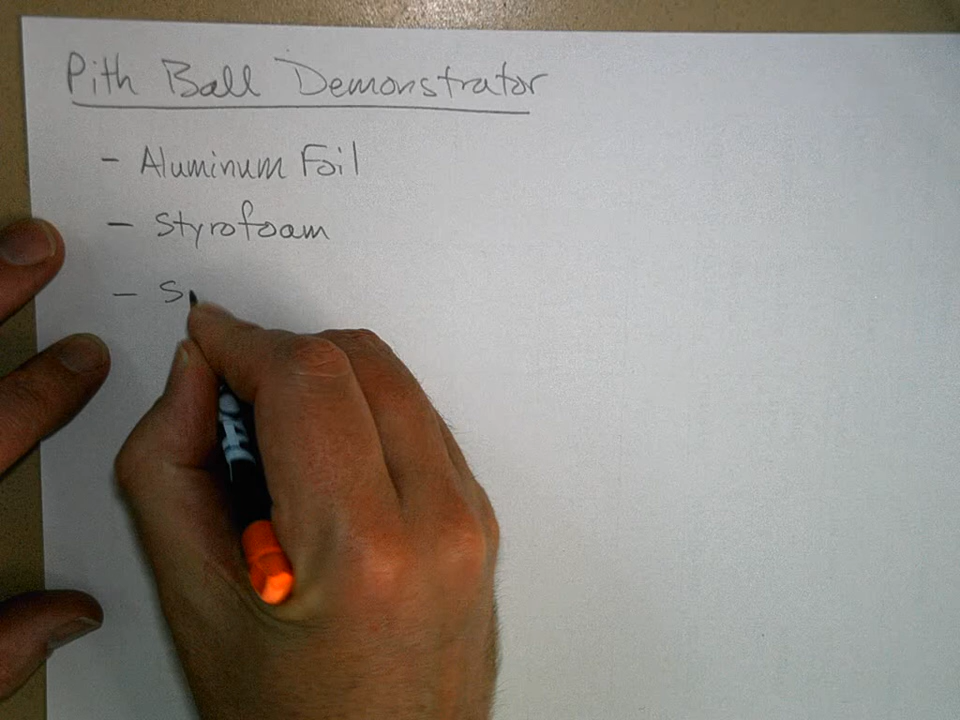 Pith Ball Demonstrator
- Aluminum Foil
- Styrofoam
- S